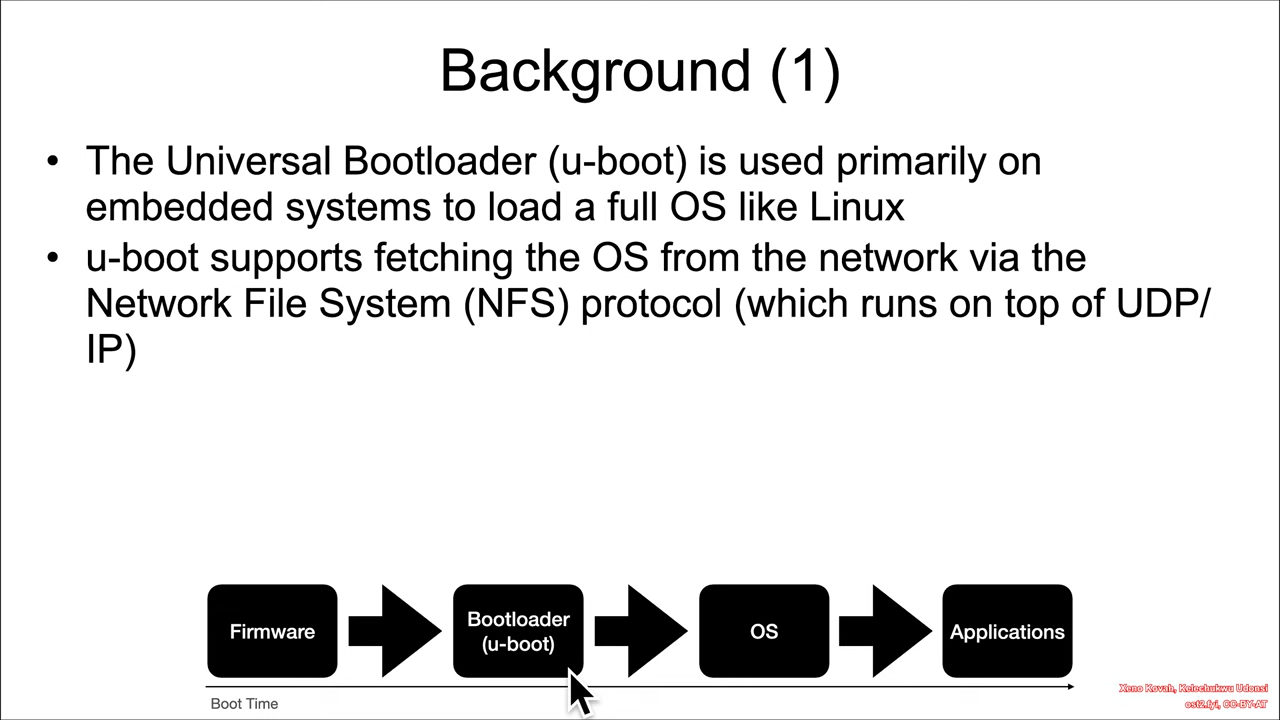 Background (1)
• The Universal Bootloader (u-boot) is used primarily on
embedded systems to load a full OS like Linux
• u-boot supports fetching the OS from the network via the
Network File System (NFS) protocol (which runs on top of UDP/
IP)
Firmware
Bootloader
(u-boot)
OS
Applications
Boot Time
Xeno Kovah, Kelechukwu Udonsi
ost2.fyi, CC-BY-AT